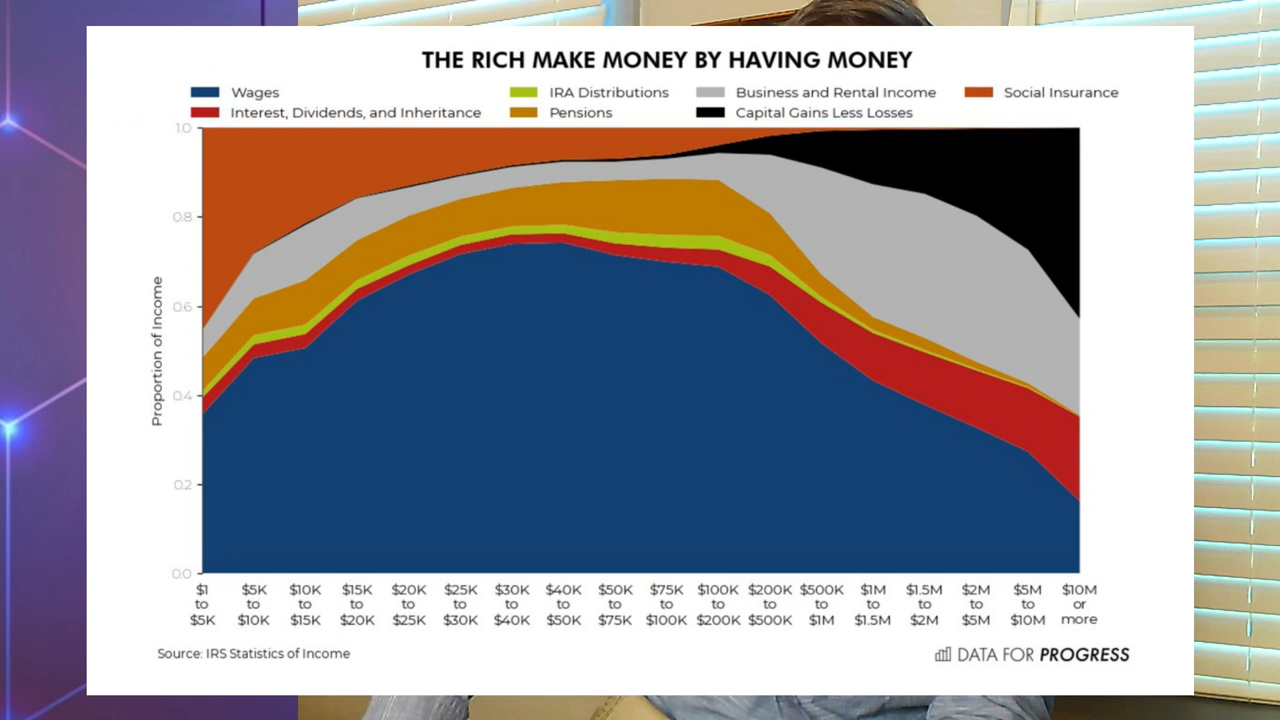 THE RICH MAKE MONEY BY HAVING MONEY
Wages
IRA Distributions
Business and Rental Income
Social Insurance
Interest, Dividends, and Inheritance
Pensions
Capital Gains Less Losses
Proportion of Income
1.0
0.8
0.6
0.4
0.2
0.0
$1 to $5K
$5K to $10K
$10K to $15K
$15K to $20K
$20K to $25K
$25K to $30K
$30K to $40K
$40K to $50K
$50K to $75K
$75K to $100K
$100K to $200K
$200K to $500K
$500K to $1M
$1M to $1.5M
$1.5M to $2M
$2M to $5M
$5M to $10M
$10M or more
Source: IRS Statistics of Income
DATA FOR PROGRESS